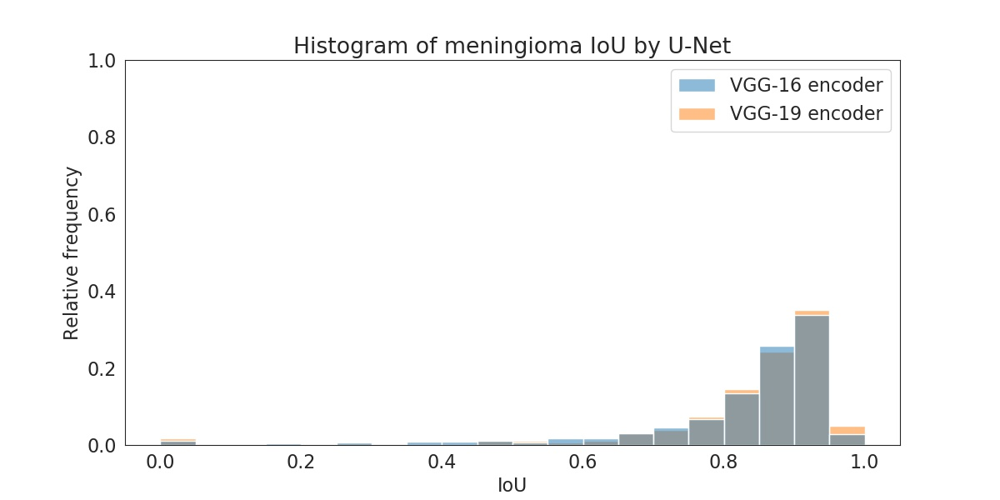 Histogram of meningioma IoU by U-Net
1.0
0.8
0.6
0.4
0.2
0.0
Relative frequency
VGG-16 encoder
VGG-19 encoder
0.0 0.2 0.4 0.6 0.8 1.0
IoU